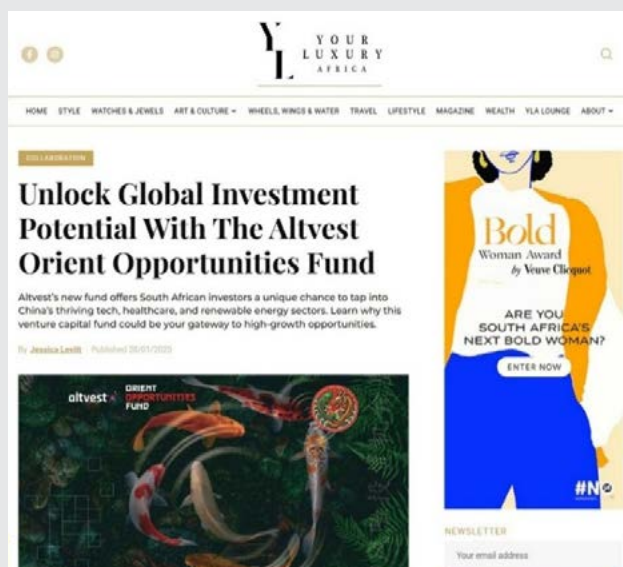 YL
YOUR
LUXURY
AFRICA
HOME STYLE WATCHES & JEWELS ART & CULTURE WHEELS, WINGS & WATER TRAVEL LIFESTYLE MAGAZINE WEALTH YLA LOUNGE ABOUT
COLLABORATION
Unlock Global Investment
Potential With The Altvest
Orient Opportunities Fund
Altvest's new fund offers South African investors a unique chance to tap into
China's thriving tech, healthcare, and renewable energy sectors. Learn why this
venture capital fund could be your gateway to high-growth opportunities.
By Jessica Levitt - Published 28/01/2025
altvest
ORIENT
OPPORTUNITIES
FUND
Bold
Woman Award
by Veuve Clicquot
ARE YOU
SOUTH AFRICA'S
NEXT BOLD WOMAN?
ENTER NOW
NEWSLETTER
Your email address